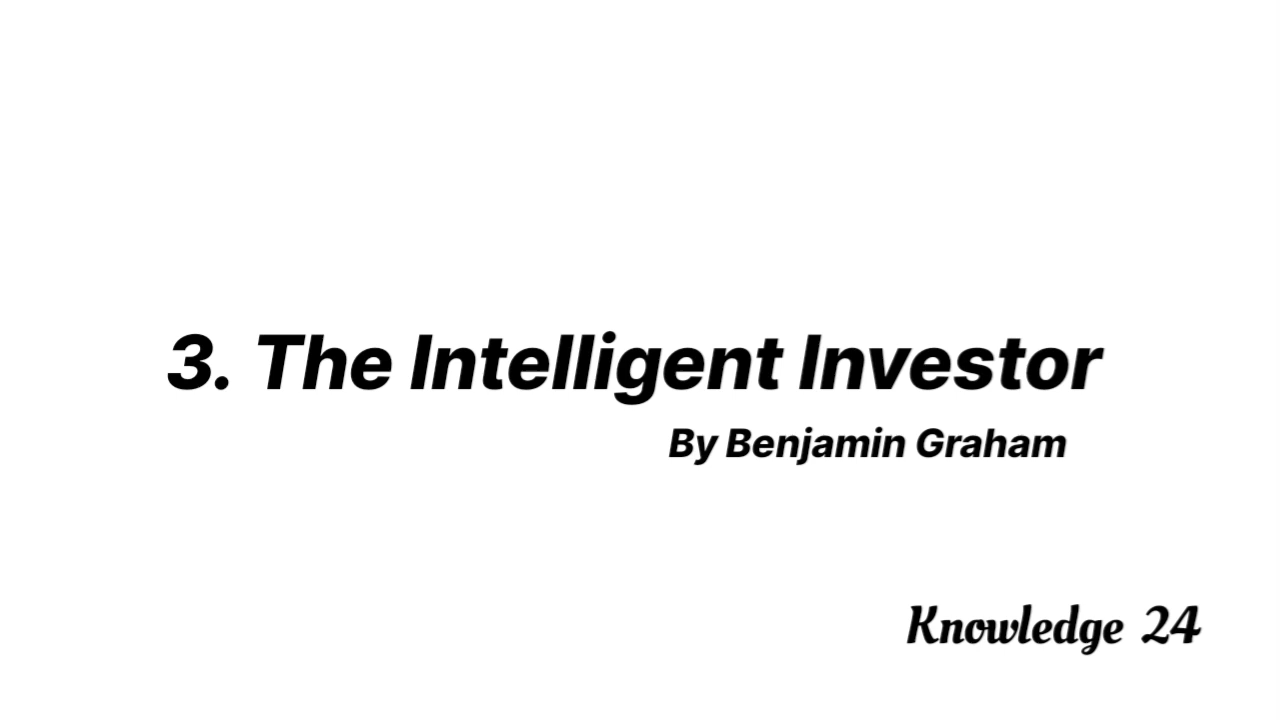 3. The Intelligent Investor
By Benjamin Graham
Knowledge 24